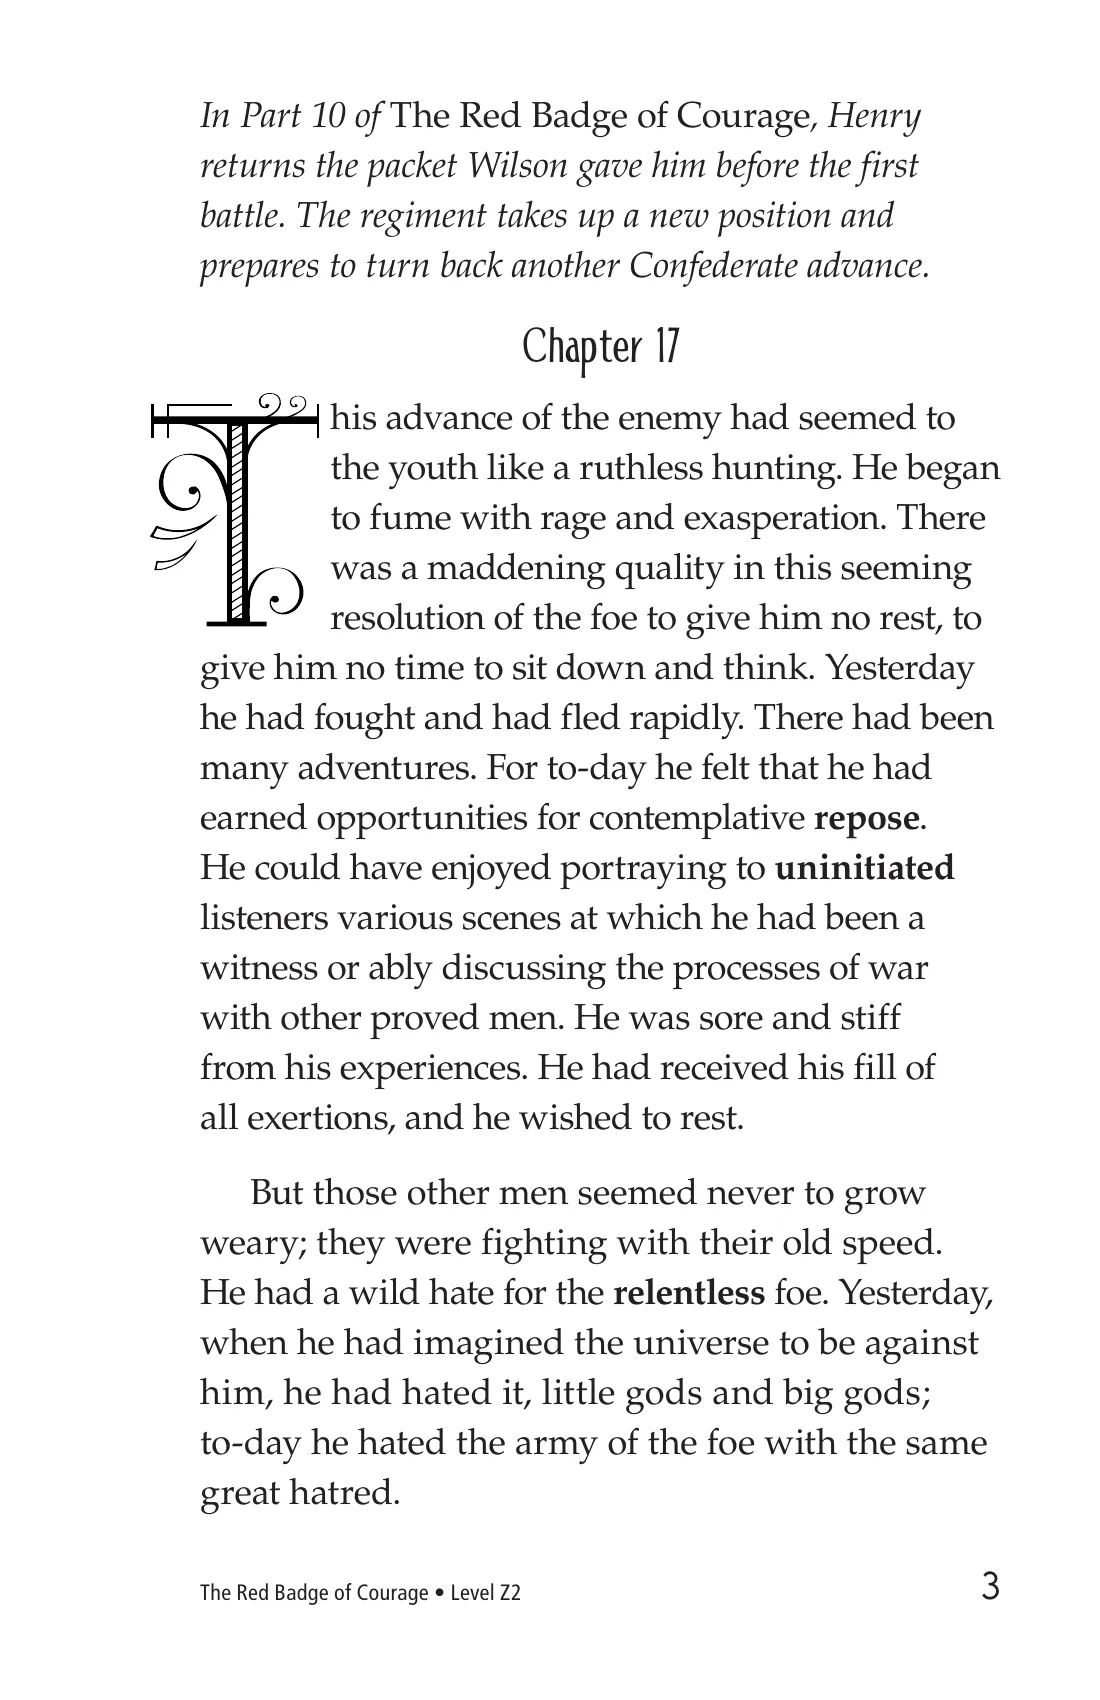 In Part 10 of The Red Badge of Courage, Henry
returns the packet Wilson gave him before the first
battle. The regiment takes up a new position and
prepares to turn back another Confederate advance.
Chapter 17
This advance of the enemy had seemed to
the youth like a ruthless hunting. He began
to fume with rage and exasperation. There
was a maddening quality in this seeming
resolution of the foe to give him no rest, to
give him no time to sit down and think. Yesterday
he had fought and had fled rapidly. There had been
many adventures. For to-day he felt that he had
earned opportunities for contemplative repose.
He could have enjoyed portraying to uninitiated
listeners various scenes at which he had been a
witness or ably discussing the processes of war
with other proved men. He was sore and stiff
from his experiences. He had received his fill of
all exertions, and he wished to rest.
But those other men seemed never to grow
weary; they were fighting with their old speed.
He had a wild hate for the relentless foe. Yesterday,
when he had imagined the universe to be against
him, he had hated it, little gods and big gods;
to-day he hated the army of the foe with the same
great hatred.
The Red Badge of Courage • Level Z2
3